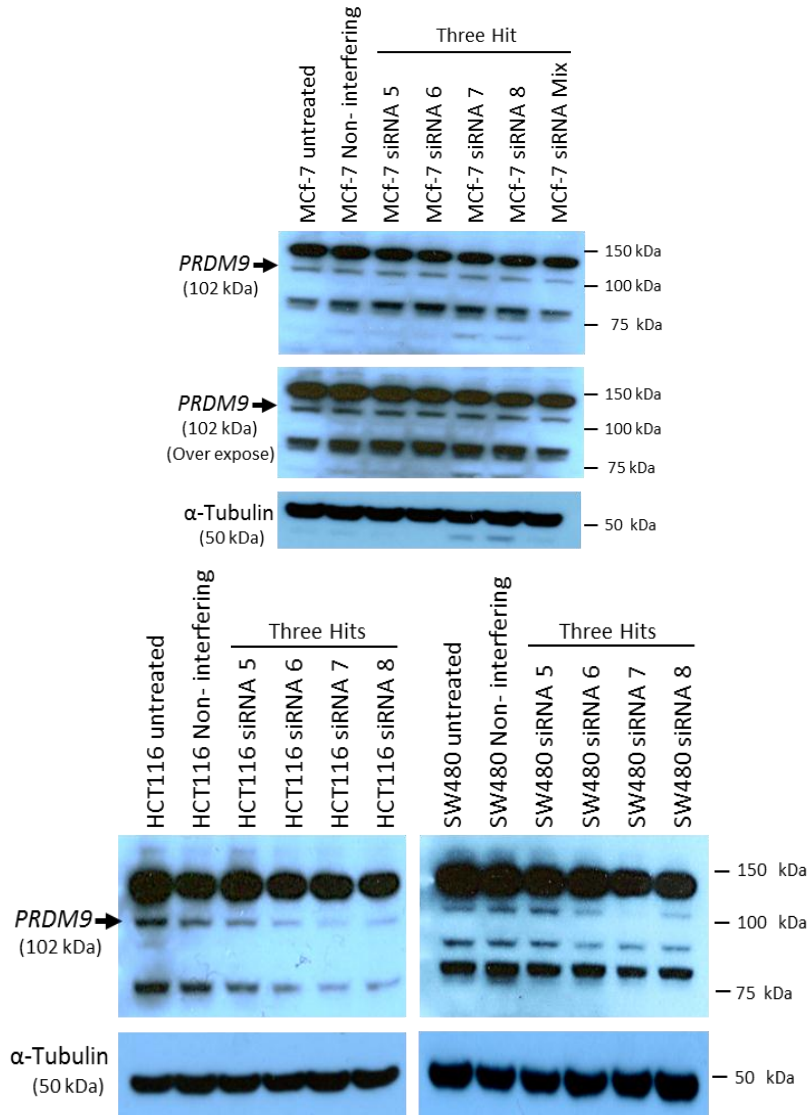 Three Hit
MCf-7 untreated
MCf-7 Non- interfering
MCf-7 siRNA 5
MCf-7 siRNA 6
MCf-7 siRNA 7
MCf-7 siRNA 8
MCf-7 siRNA Mix
PRDM9
(102 kDa)
150 kDa
100 kDa
75 kDa
PRDM9
(102 kDa)
(Over expose)
150 kDa
100 kDa
75 kDa
α-Tubulin
(50 kDa)
50 kDa
Three Hits
HCT116 untreated
HCT116 Non- interfering
HCT116 siRNA 5
HCT116 siRNA 6
HCT116 siRNA 7
HCT116 siRNA 8
Three Hits
SW480 untreated
SW480 Non- interfering
SW480 siRNA 5
SW480 siRNA 6
SW480 siRNA 7
SW480 siRNA 8
PRDM9
(102 kDa)
150 kDa
100 kDa
75 kDa
α-Tubulin
(50 kDa)
50 kDa